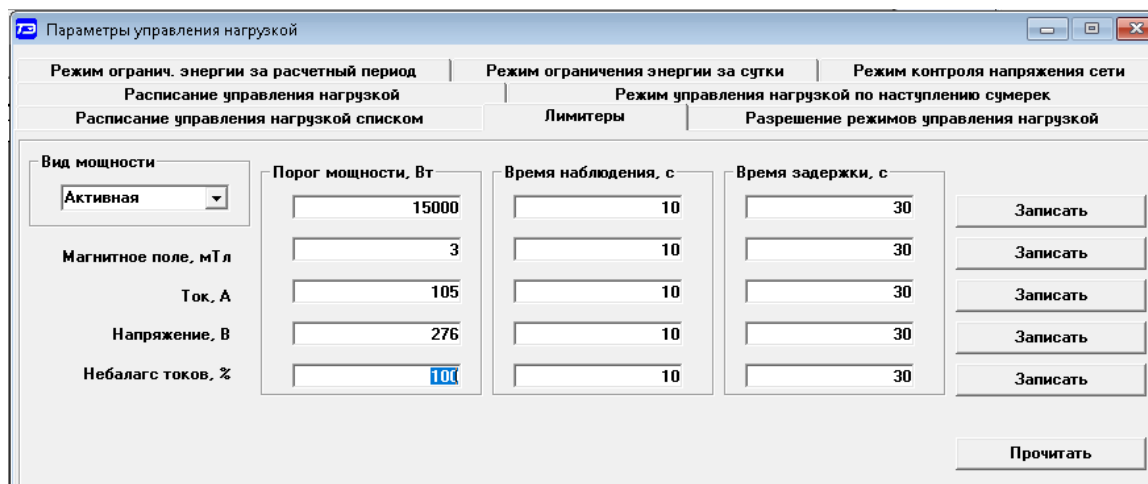 ТЭ Параметры управления нагрузкой
Режим огранич. энергии за расчетный период Режим ограничения энергии за сутки Режим контроля напряжения сети
Расписание управления нагрузкой Режим управления нагрузкой по наступлению сумерек
Расписание управления нагрузкой списком Лимитеры Разрешение режимов управления нагрузкой
Вид мощности Порог мощности, Вт Время наблюдения, с Время задержки, с
Активная 15000 10 30 Записать
Магнитное поле, мТл 3 10 30 Записать
Ток, А 105 10 30 Записать
Напряжение, В 276 10 30 Записать
Небалагс токов, % 100 10 30 Записать
Прочитать